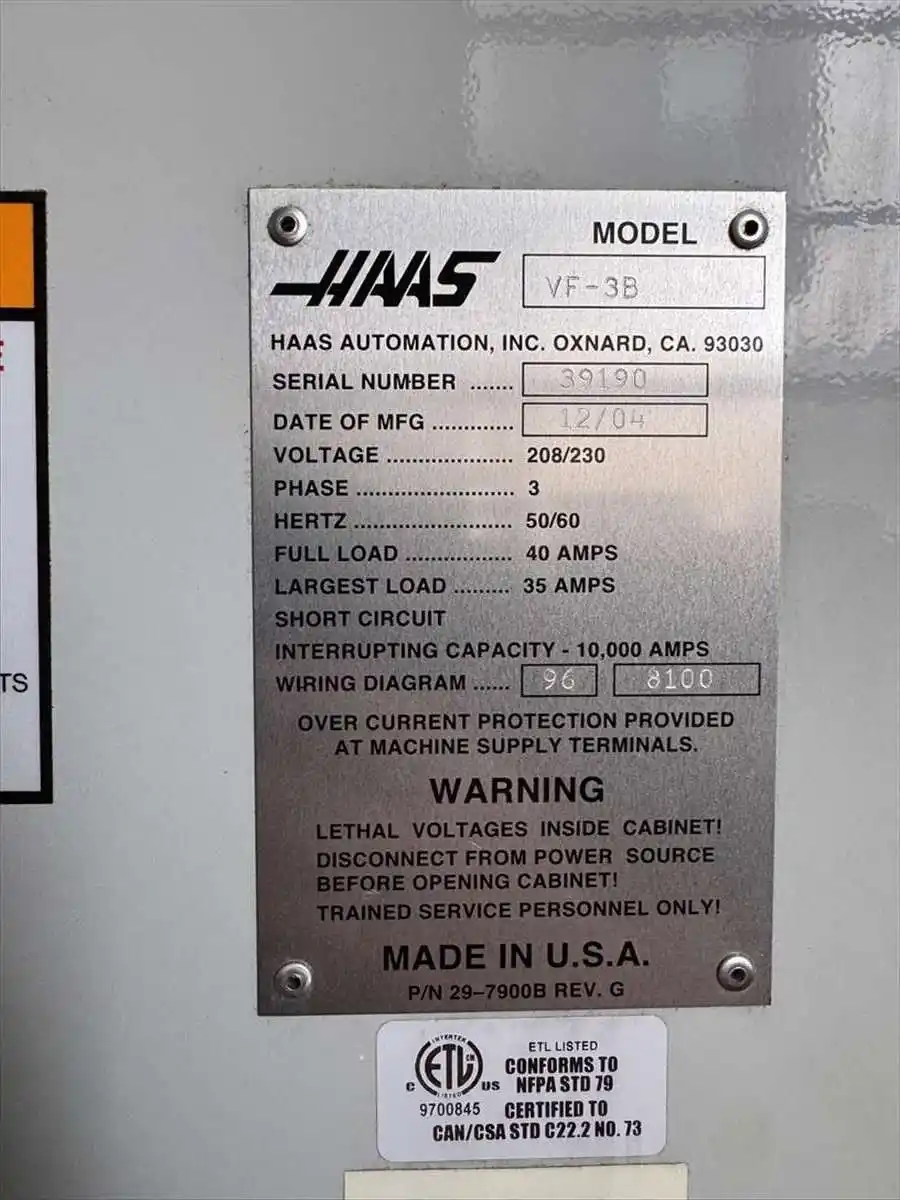 E
TS
MODEL
HAAS
VF-3B
HAAS AUTOMATION, INC. OXNARD, CA. 93030
SERIAL NUMBER ....... 39190
DATE OF MFG ............. 12/04
VOLTAGE .................... 208/230
PHASE ......................... 3
HERTZ ......................... 50/60
FULL LOAD ................. 40 AMPS
LARGEST LOAD ......... 35 AMPS
SHORT CIRCUIT
INTERRUPTING CAPACITY - 10,000 AMPS
WIRING DIAGRAM ...... 96 8100
OVER CURRENT PROTECTION PROVIDED
AT MACHINE SUPPLY TERMINALS.
WARNING
LETHAL VOLTAGES INSIDE CABINET!
DISCONNECT FROM POWER SOURCE
BEFORE OPENING CABINET!
TRAINED SERVICE PERSONNEL ONLY!
MADE IN U.S.A.
P/N 29-7900B REV. G
INTERTEK
ETL CM
LISTED
C US
9700845
ETL LISTED
CONFORMS TO
NFPA STD 79
CERTIFIED TO
CAN/CSA STD C22.2 NO. 73